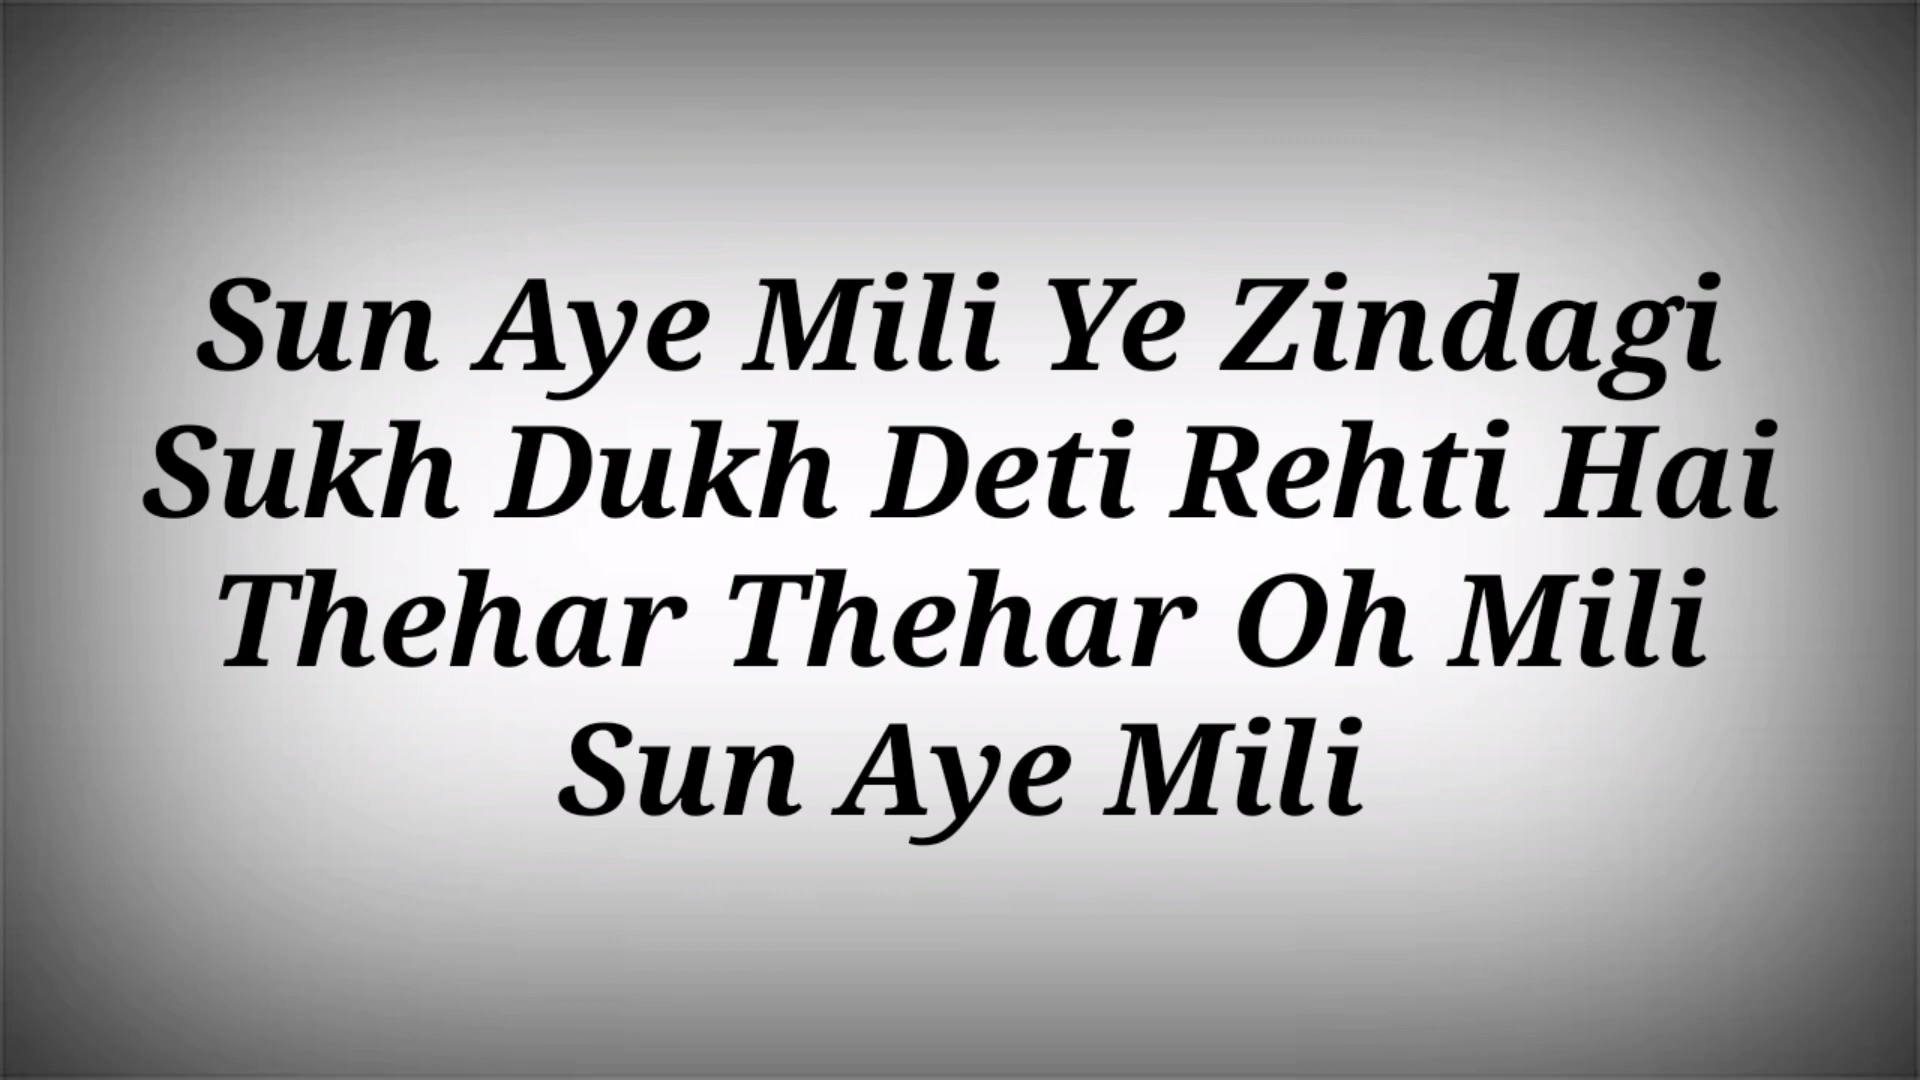 Sun Aye Mili Ye Zindagi
Sukh Dukh Deti Rehti Hai
Thehar Thehar Oh Mili
Sun Aye Mili